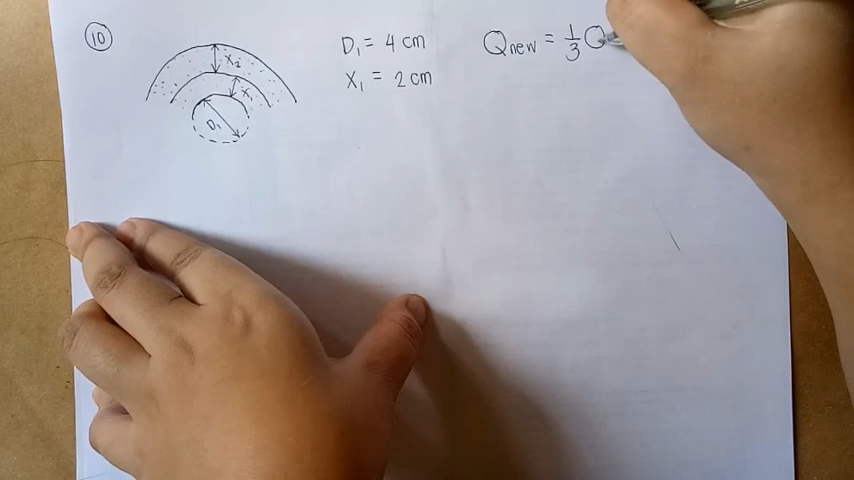 10
X₂
X₁
D₁
D₁ = 4 cm
X₁ = 2 cm
Qnew = 1/3 Q